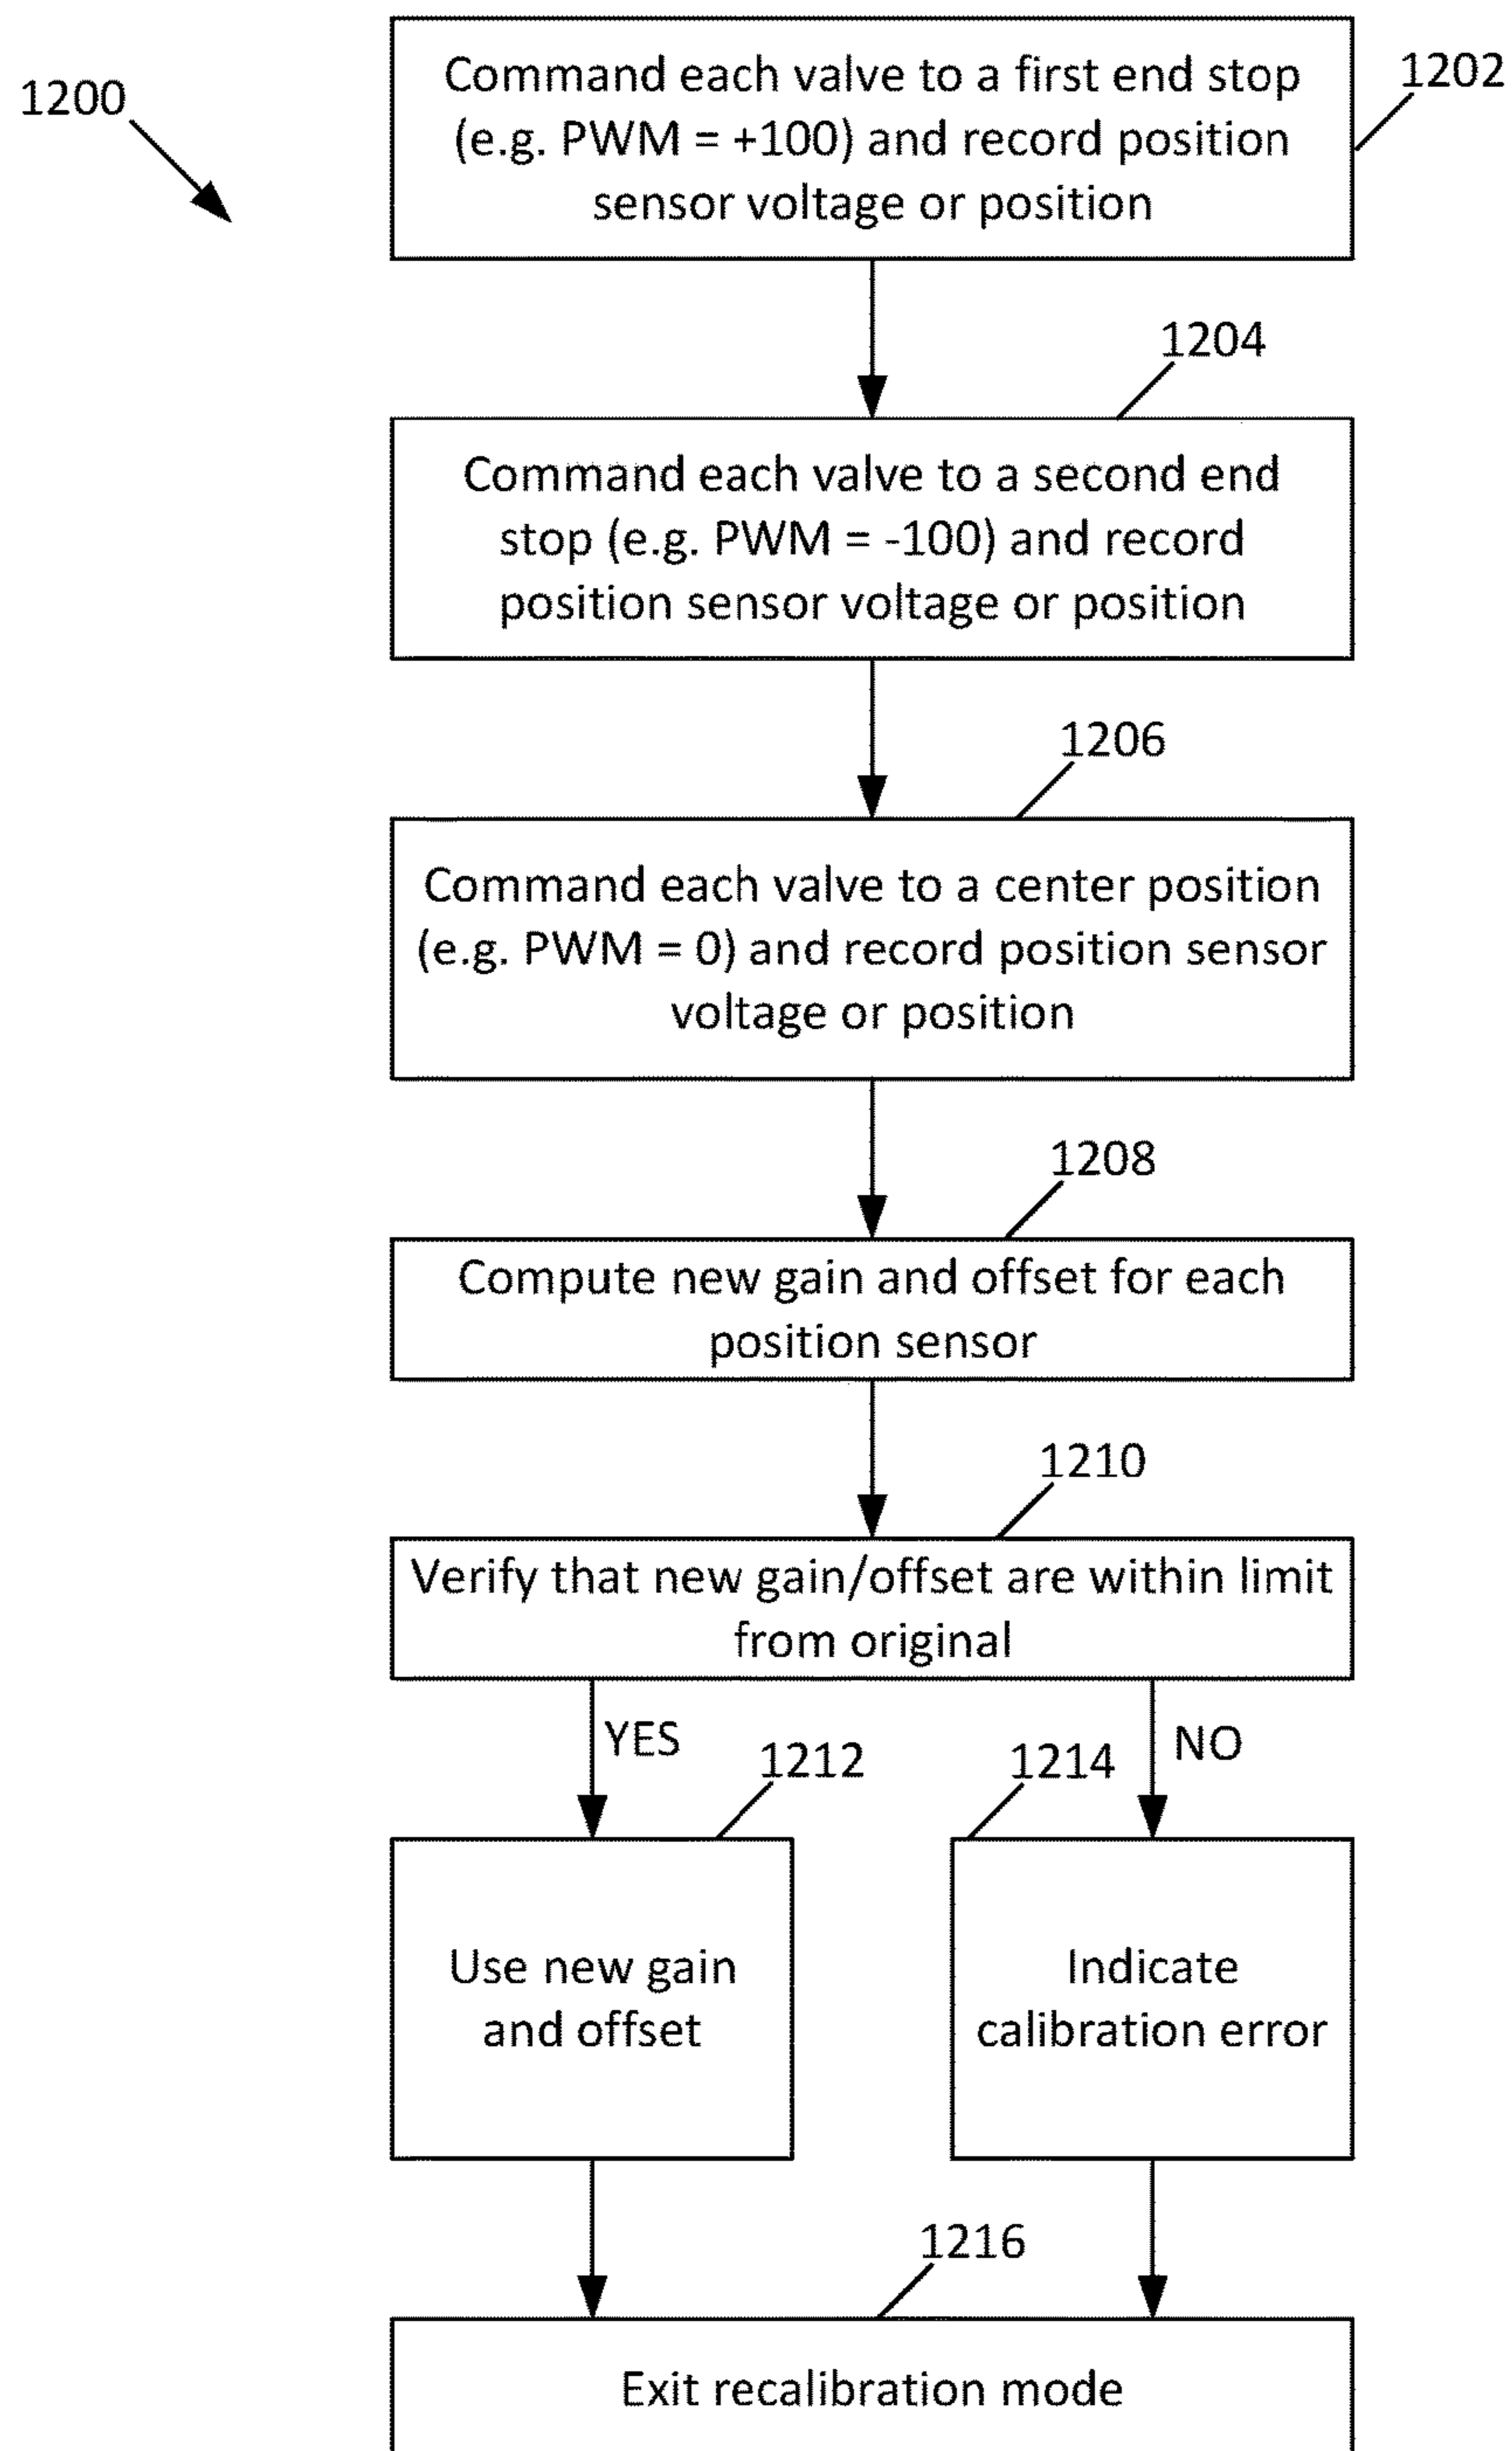 1200
1202
Command each valve to a first end stop
(e.g. PWM = +100) and record position
sensor voltage or position
1204
Command each valve to a second end
stop (e.g. PWM = -100) and record
position sensor voltage or position
1206
Command each valve to a center position
(e.g. PWM = 0) and record position sensor
voltage or position
1208
Compute new gain and offset for each
position sensor
1210
Verify that new gain/offset are within limit
from original
YES
1212
1214
NO
Use new gain
and offset
Indicate
calibration error
1216
Exit recalibration mode